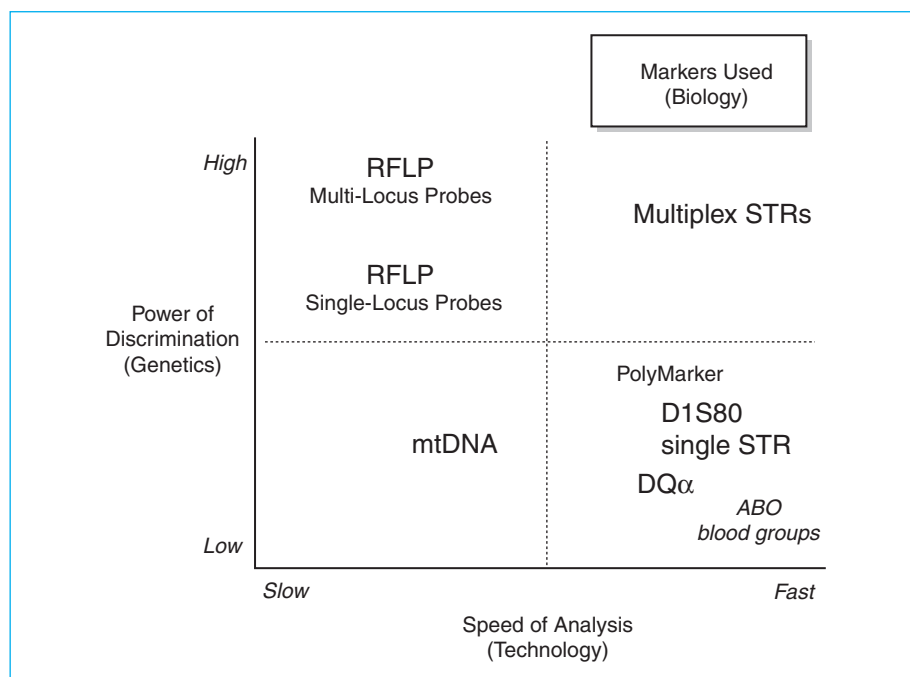 Markers Used
(Biology)
High
RFLP
Multi-Locus Probes
Multiplex STRs
RFLP
Single-Locus Probes
Power of
Discrimination
(Genetics)
PolyMarker
D1S80
mtDNA
single STR
DQα
ABO
blood groups
Low
Slow
Fast
Speed of Analysis
(Technology)